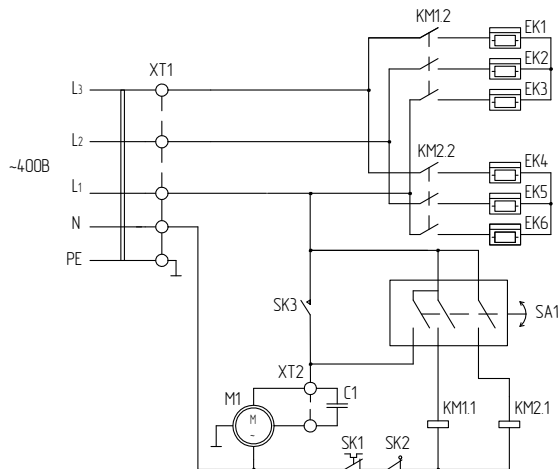 KM1.2
EK1
XT1
EK2
L3
EK3
L2
KM2.2
~400В
EK4
L1
EK5
N
EK6
PE
SK3
SA1
XT2
C1
M1
M
~
KM1.1
KM2.1
SK1
SK2